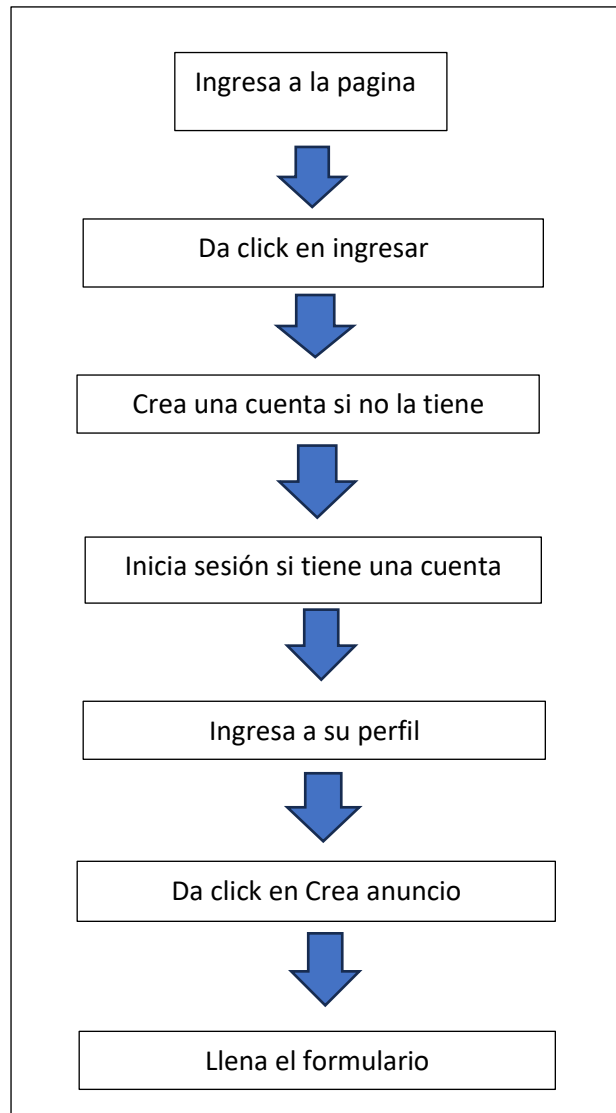 Ingresa a la pagina
Da click en ingresar
Crea una cuenta si no la tiene
Inicia sesión si tiene una cuenta
Ingresa a su perfil
Da click en Crea anuncio
Llena el formulario